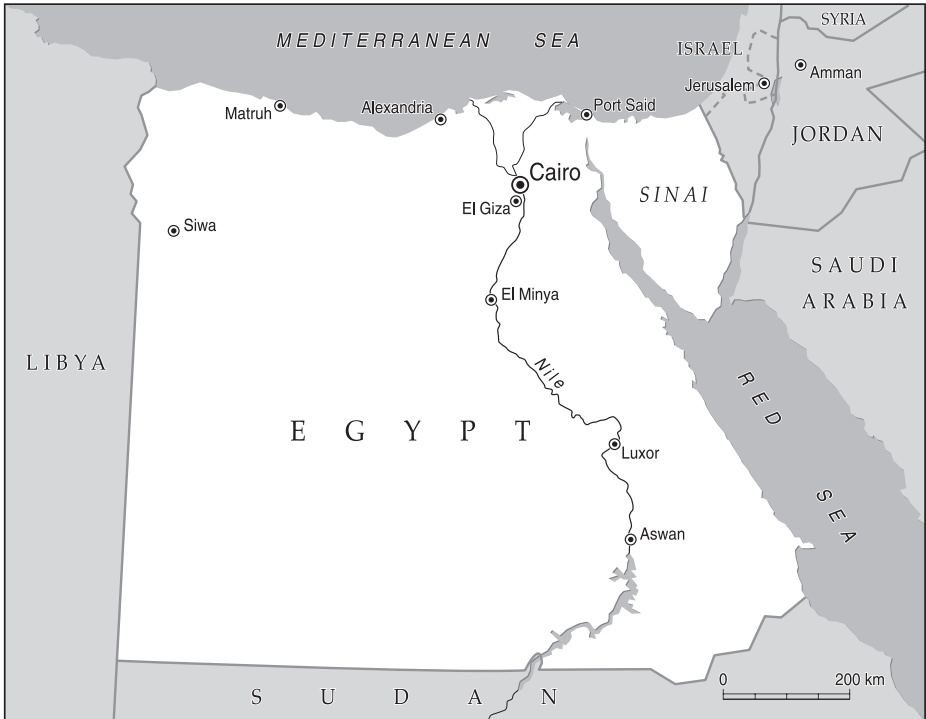 SYRIA
MEDITERRANEAN SEA
ISRAEL
Amman
Jerusalem
Matruh
Alexandria
Port Said
JORDAN
Cairo
SINAI
El Giza
Siwa
SAUDI
ARABIA
El Minya
LIBYA
Nile
RED
SEA
EGYPT
Luxor
Aswan
0 200 km
SUDAN